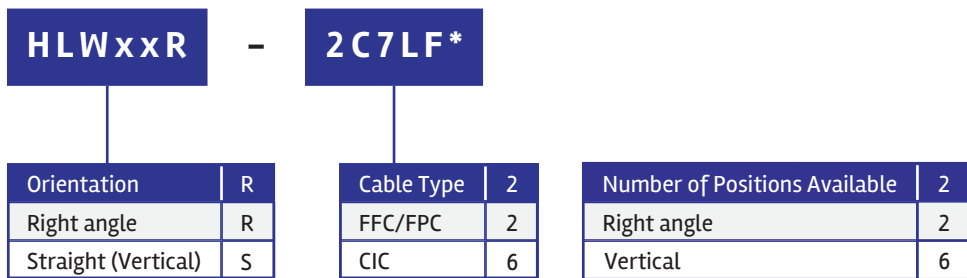 HLWxxR - 2C7LF*
Orientation R Cable Type 2 Number of Positions Available 2
Right angle R FFC/FPC 2 Right angle 2
Straight (Vertical) S CIC 6 Vertical 6